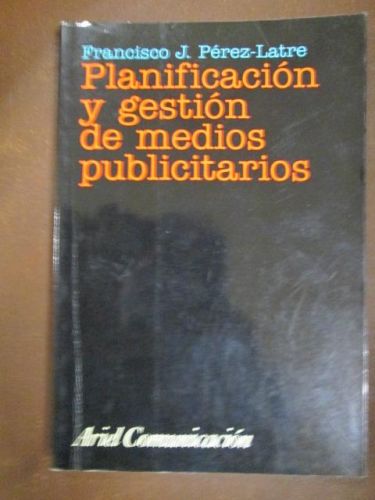 Francisco J. Pérez-Latre
Planificación
y gestión
de medios
publicitarios
Ariel Comunicación